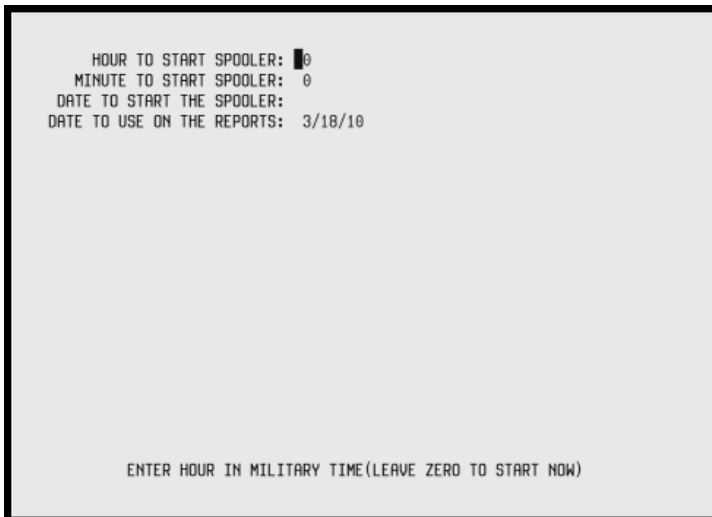 HOUR TO START SPOOLER: 0
MINUTE TO START SPOOLER: 0
DATE TO START THE SPOOLER:
DATE TO USE ON THE REPORTS: 3/18/10
ENTER HOUR IN MILITARY TIME(LEAVE ZERO TO START NOW)